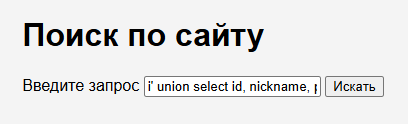 Поиск по сайту
Введите запрос i' union select id, nickname, p Искать